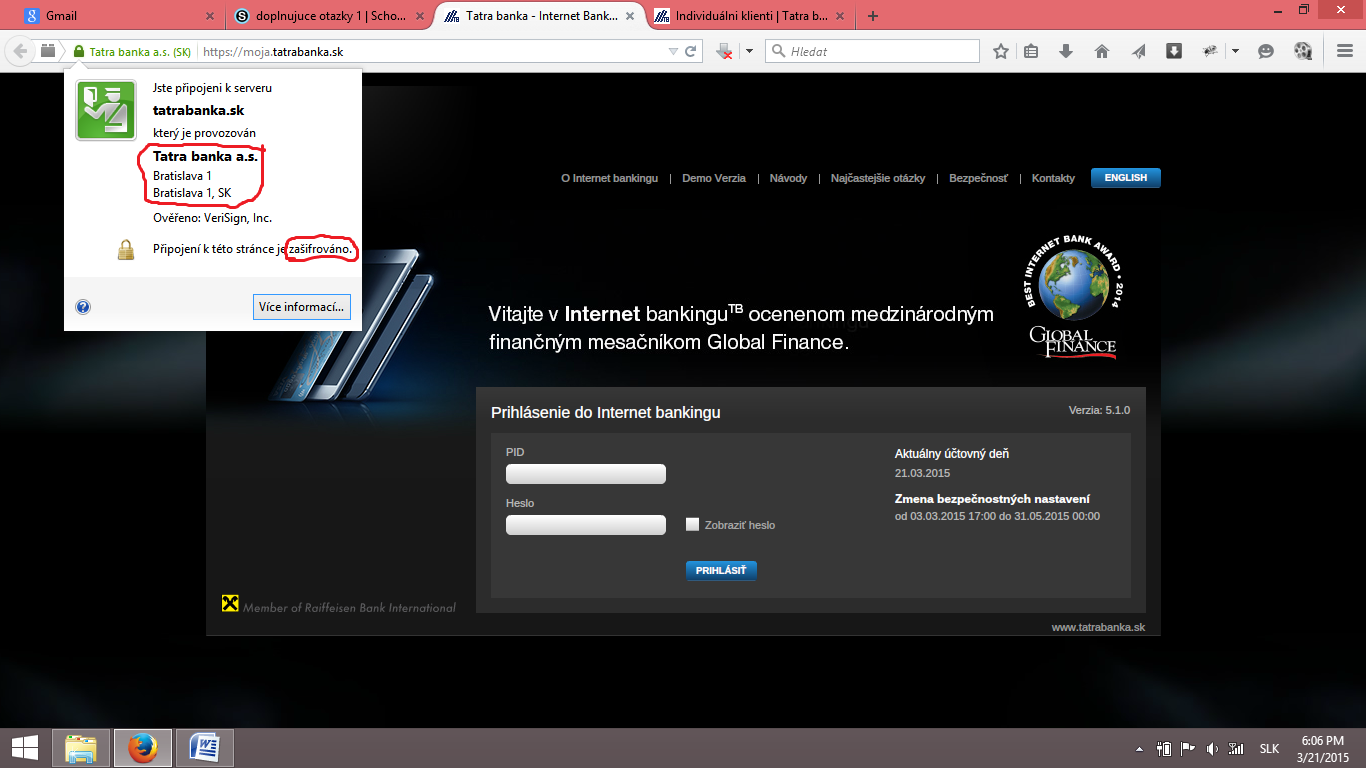 Gmail
doplnujuce otazky 1 | Scho...
Tatra banka - Internet Bank...
Individuálni klienti | Tatra b...
Tatra banka a.s. (SK)
https://moja.tatrabanka.sk
Hledat
Jste připojeni k serveru
tatrabanka.sk
který je provozován
Tatra banka a.s.
Bratislava 1
Bratislava 1, SK
Ověřeno: VeriSign, Inc.
Připojení k této stránce je zašifrováno.
Více informací...
O Internet bankingu | Demo Verzia | Návody | Najčastejšie otázky | Bezpečnosť | Kontakty
ENGLISH
BEST INTERNET BANK AWARD • 2014 •
GLOBAL FINANCE
Vitajte v Internet bankinguTB ocenenom medzinárodným
finančným mesačníkom Global Finance.
Prihlásenie do Internet bankingu
Verzia: 5.1.0
PID
Heslo
Zobraziť heslo
PRIHLÁSIŤ
Aktuálny účtovný deň
21.03.2015
Zmena bezpečnostných nastavení
od 03.03.2015 17:00 do 31.05.2015 00:00
Member of Raiffeisen Bank International
www.tatrabanka.sk
SLK
6:06 PM
3/21/2015